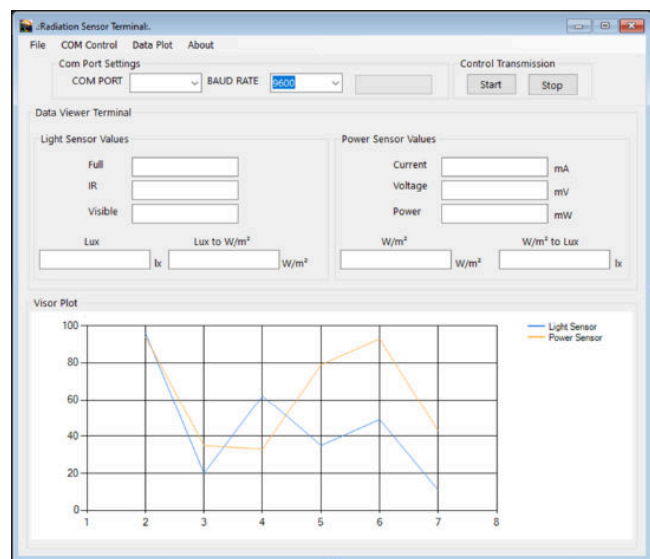 .:Radiation Sensor Terminal:.
File COM Control Data Plot About
Com Port Settings
Control Transmission
COM PORT BAUD RATE 9600
Start Stop
Data Viewer Terminal
Light Sensor Values
Full
IR
Visible
Lux Lux to W/m²
lx W/m²
Power Sensor Values
Current mA
Voltage mV
Power mW
W/m² W/m² to Lux
W/m² lx
Visor Plot
100
80
60
40
20
0
1 2 3 4 5 6 7 8
Light Sensor
Power Sensor